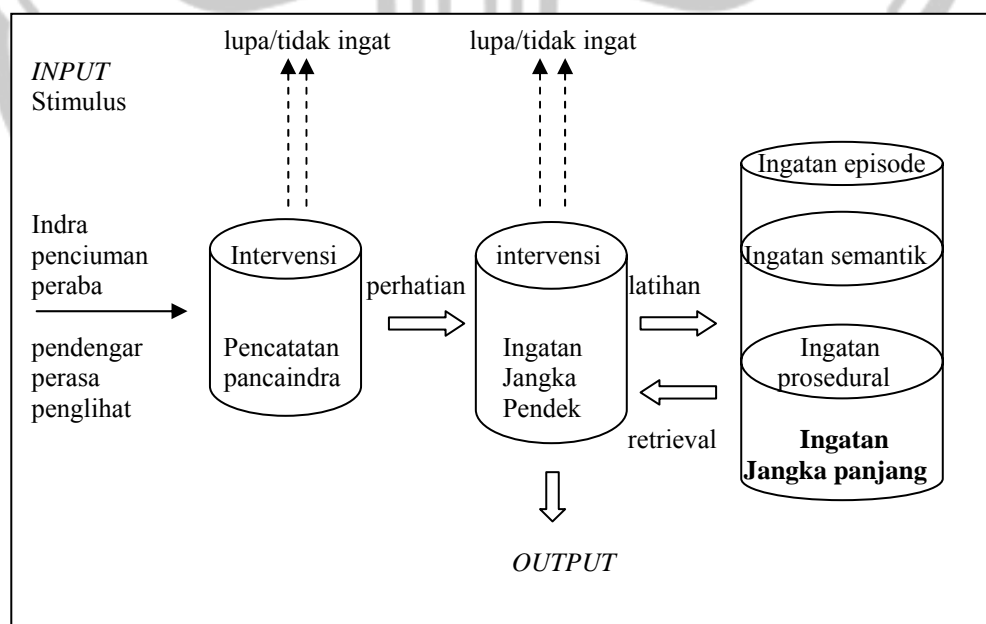 lupa/tidak ingat
lupa/tidak ingat
INPUT
Stimulus
Indra
penciuman
peraba
pendengar
perasa
penglihat
Intervensi
Pencatatan
pancaindra
perhatian
intervensi
Ingatan
Jangka
Pendek
latihan
retrieval
Ingatan episode
Ingatan semantik
Ingatan
prosedural
Ingatan
Jangka panjang
OUTPUT